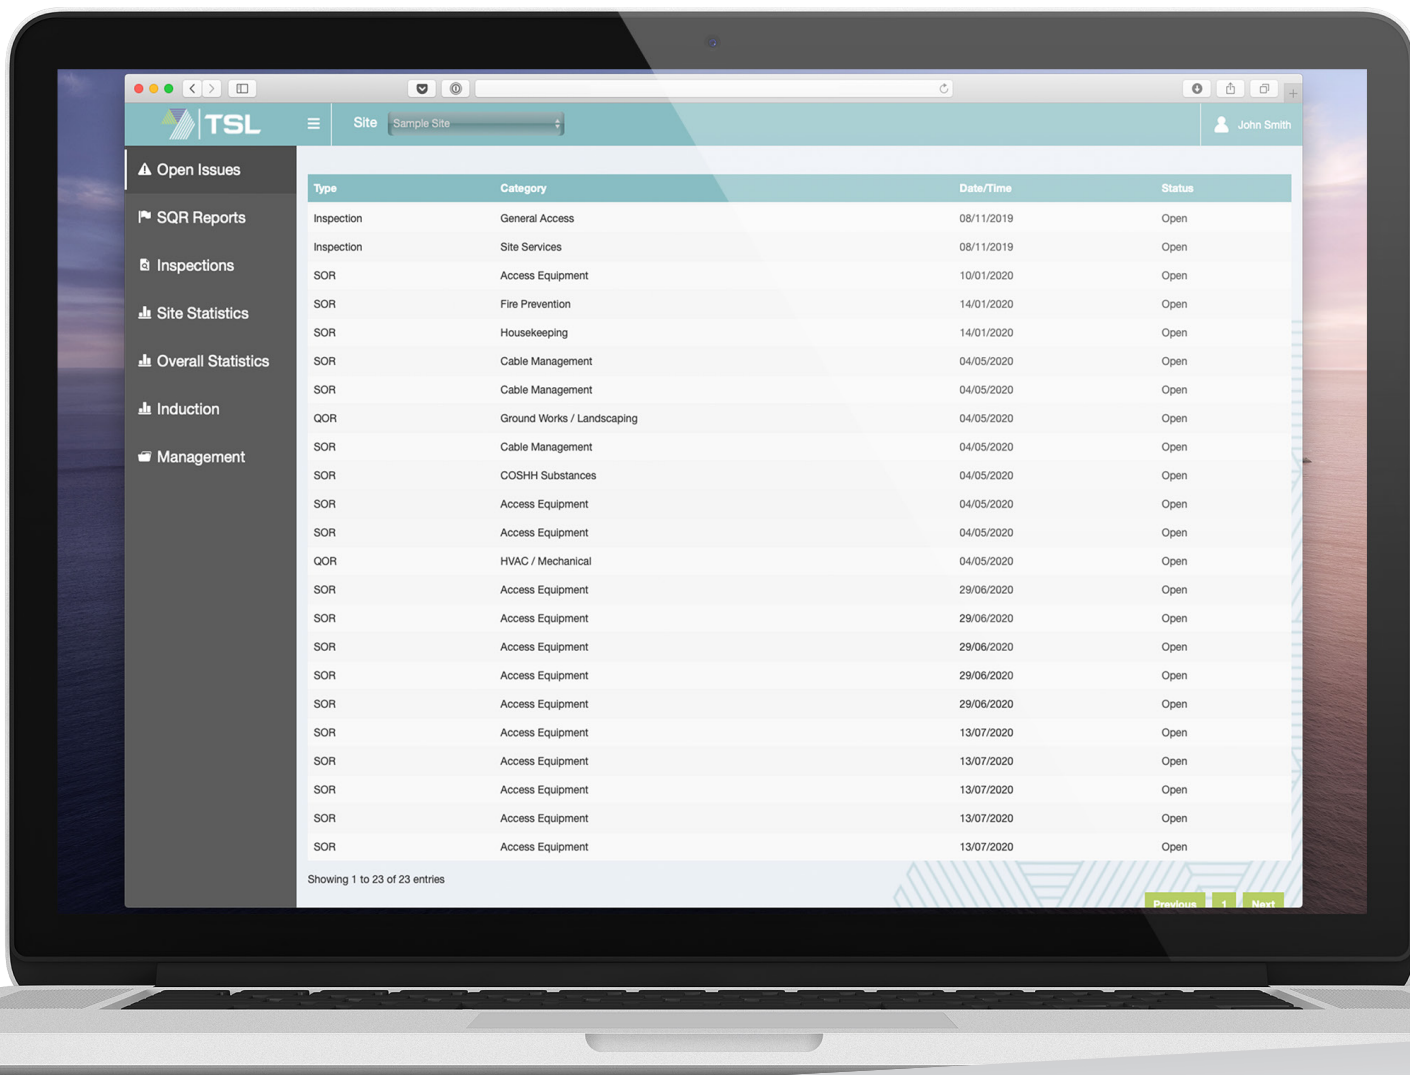 TSL
Site Sample Site
John Smith
Open Issues
SQR Reports
Inspections
Site Statistics
Overall Statistics
Induction
Management
Type Category Date/Time Status
Inspection General Access 08/11/2019 Open
Inspection Site Services 08/11/2019 Open
SOR Access Equipment 10/01/2020 Open
SOR Fire Prevention 14/01/2020 Open
SOR Housekeeping 14/01/2020 Open
SOR Cable Management 04/05/2020 Open
SOR Cable Management 04/05/2020 Open
QOR Ground Works / Landscaping 04/05/2020 Open
SOR Cable Management 04/05/2020 Open
SOR COSHH Substances 04/05/2020 Open
SOR Access Equipment 04/05/2020 Open
SOR Access Equipment 04/05/2020 Open
QOR HVAC / Mechanical 04/05/2020 Open
SOR Access Equipment 29/06/2020 Open
SOR Access Equipment 29/06/2020 Open
SOR Access Equipment 29/06/2020 Open
SOR Access Equipment 29/06/2020 Open
SOR Access Equipment 29/06/2020 Open
SOR Access Equipment 13/07/2020 Open
SOR Access Equipment 13/07/2020 Open
SOR Access Equipment 13/07/2020 Open
SOR Access Equipment 13/07/2020 Open
SOR Access Equipment 13/07/2020 Open
Showing 1 to 23 of 23 entries
Previous 1 Next